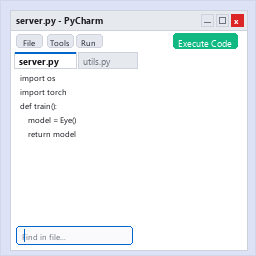 server.py - PyCharm
x
File Tools Run Execute Code
server.py utils.py
import os
import torch
def train():
model = Eye()
return model
Find in file...